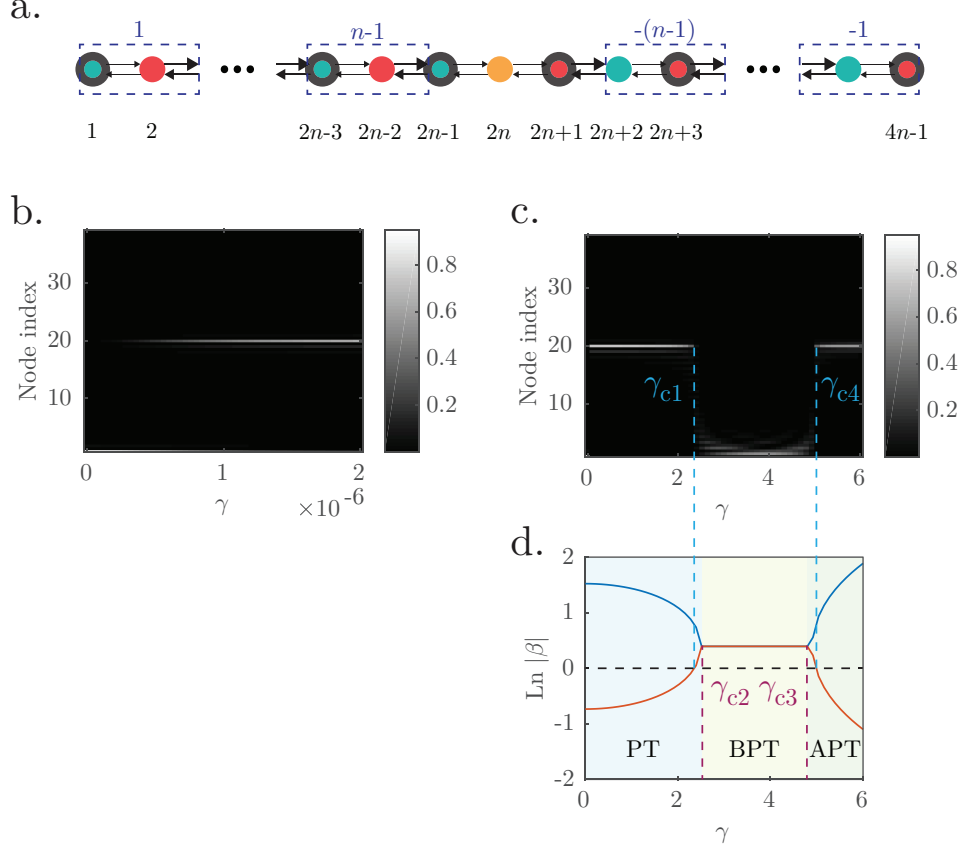 a.
1 n-1 -(n-1) -1
1 2 2n-3 2n-2 2n-1 2n 2n+1 2n+2 2n+3 4n-1
b.
Node index
30
20
10
0 1 2
γ
×10-6
0.8
0.6
0.4
0.2
c.
Node index
30
20
10
γc1 γc4
0 2 4 6
γ
0.8
0.6
0.4
0.2
d.
Ln |β|
2
1
0
-1
-2
γc2 γc3
PT BPT APT
0 2 4 6
γ